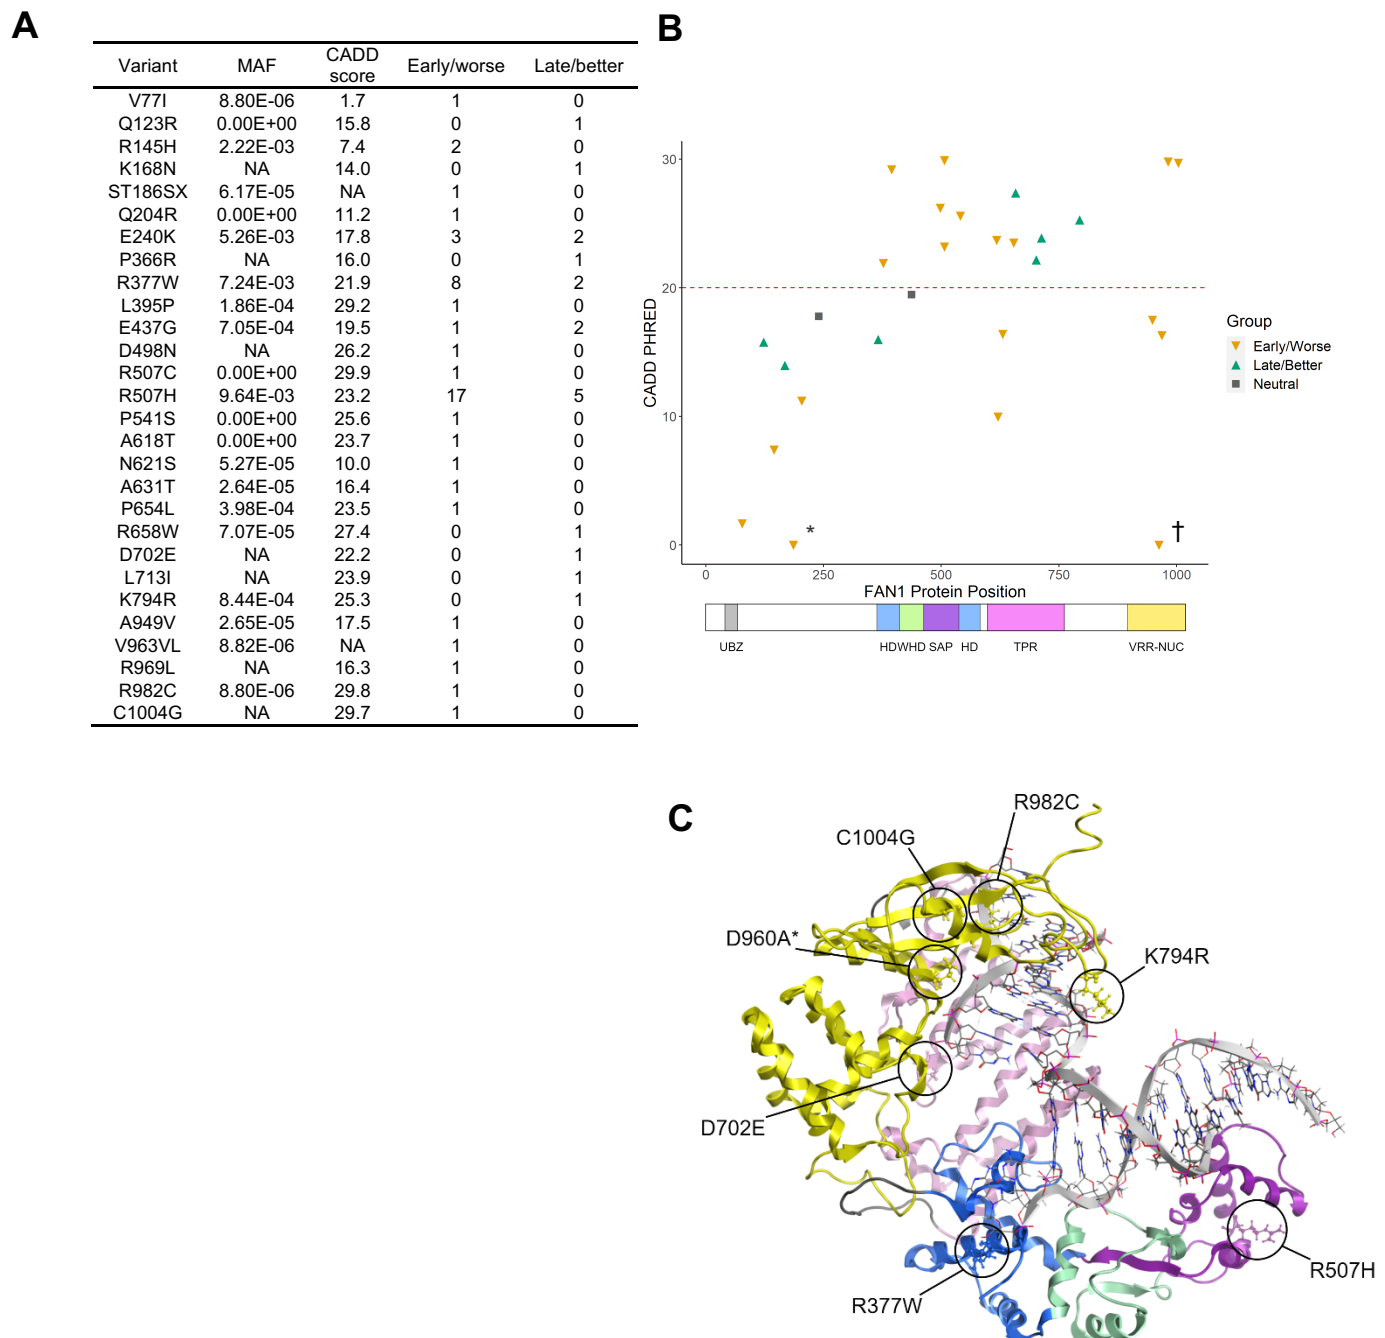 A
Variant MAF CADD score Early/worse Late/better
V77I 8.80E-06 1.7 1 0
Q123R 0.00E+00 15.8 0 1
R145H 2.22E-03 7.4 2 0
K168N NA 14.0 0 1
ST186SX 6.17E-05 NA 1 0
Q204R 0.00E+00 11.2 1 0
E240K 5.26E-03 17.8 3 2
P366R NA 16.0 0 1
R377W 7.24E-03 21.9 8 2
L395P 1.86E-04 29.2 1 0
E437G 7.05E-04 19.5 1 2
D498N NA 26.2 1 0
R507C 0.00E+00 29.9 1 0
R507H 9.64E-03 23.2 17 5
P541S 0.00E+00 25.6 1 0
A618T 0.00E+00 23.7 1 0
N621S 5.27E-05 10.0 1 0
A631T 2.64E-05 16.4 1 0
P654L 3.98E-04 23.5 1 0
R658W 7.07E-05 27.4 0 1
D702E NA 22.2 0 1
L713I NA 23.9 0 1
K794R 8.44E-04 25.3 0 1
A949V 2.65E-05 17.5 1 0
V963VL 8.82E-06 NA 1 0
R969L NA 16.3 1 0
R982C 8.80E-06 29.8 1 0
C1004G NA 29.7 1 0
B
CADD PHRED
30
20
10
0
* †
0 250 500 750 1000
FAN1 Protein Position
UBZ HD WHD SAP HD TPR VRR-NUC
Group
Early/Worse
Late/Better
Neutral
C
R982C
C1004G
D960A*
K794R
D702E
R377W
R507H